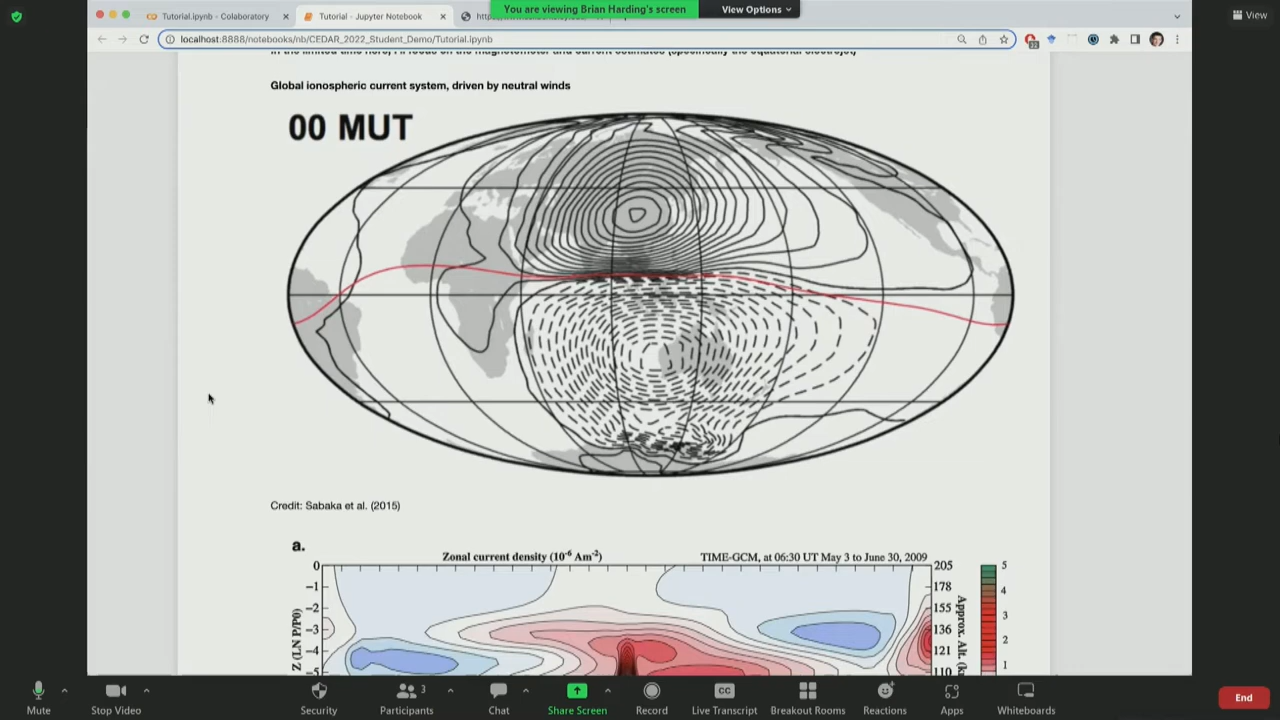 Tutorial.ipynb - Colaboratory
Tutorial - Jupyter Notebook
You are viewing Brian Harding's screen
View Options
View
localhost:8888/notebooks/nb/CEDAR_2022_Student_Demo/Tutorial.ipynb
Global ionospheric current system, driven by neutral winds
00 MUT
Credit: Sabaka et al. (2015)
a.
Zonal current density (10⁻⁶ Am⁻²)
TIME-GCM, at 06:30 UT May 3 to June 30, 2009
0 205 5
−1 178 4
−2 155 3
−3 136 2
−4 121 1
−5 110
Z (LN P/P0)
Approx. Alt. (k
3
Mute
Stop Video
Security
Participants
Chat
Share Screen
Record
CC
Live Transcript
Breakout Rooms
Reactions
Apps
Whiteboards
End